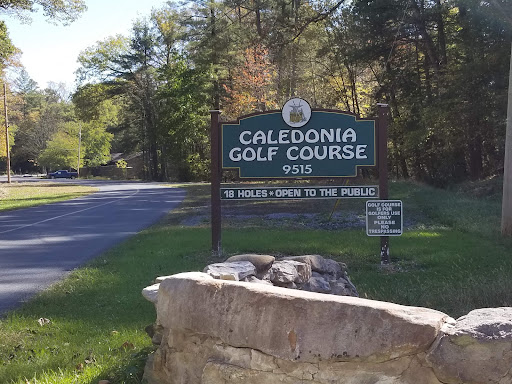 CALEDONIA
GOLF COURSE
9515
18 HOLES * OPEN TO THE PUBLIC
GOLF COURSE
IS FOR
GOLFERS USE
ONLY
PLEASE
NO
TRESPASSING